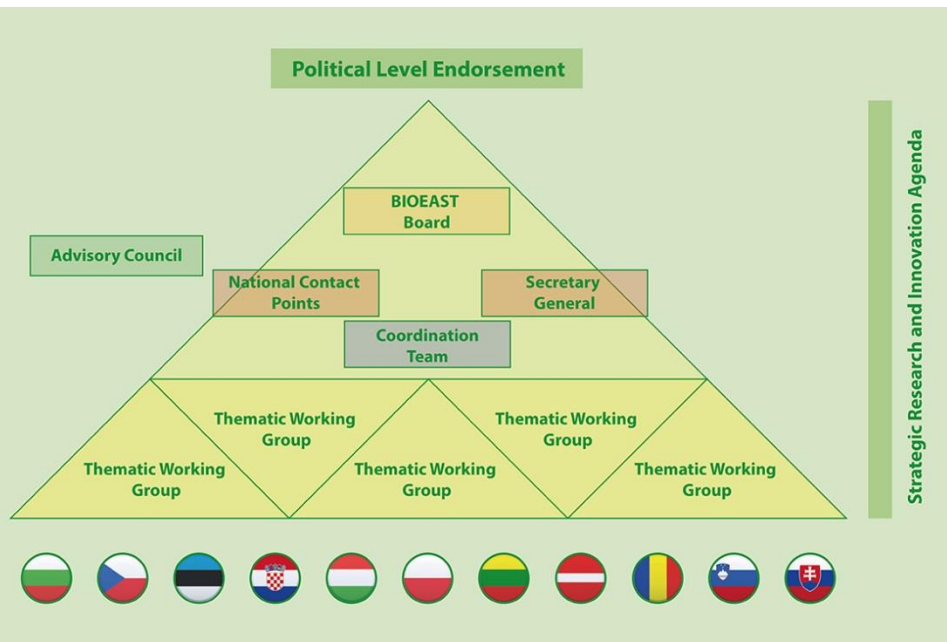 Political Level Endorsement
BIOEAST
Board
Advisory Council
National Contact
Points
Secretary
General
Coordination
Team
Thematic Working
Group
Thematic Working
Group
Thematic Working
Group
Thematic Working
Group
Thematic Working
Group
Strategic Research and Innovation Agenda